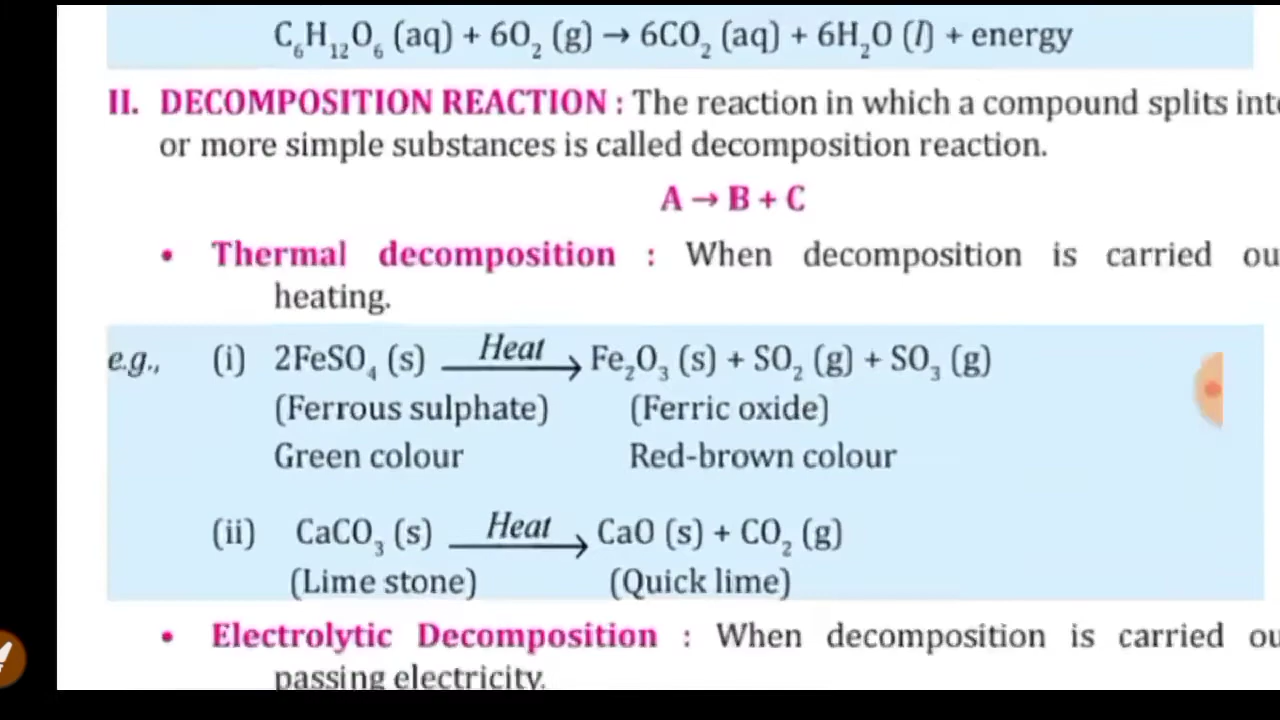 C₆H₁₂O₆ (aq) + 6O₂ (g) → 6CO₂ (aq) + 6H₂O (l) + energy
II. DECOMPOSITION REACTION : The reaction in which a compound splits
or more simple substances is called decomposition reaction.
A → B + C
• Thermal decomposition : When decomposition is carried
heating.
e.g., (i) 2FeSO₄ (s) Heat → Fe₂O₃ (s) + SO₂ (g) + SO₃ (g)
(Ferrous sulphate) (Ferric oxide)
Green colour Red-brown colour
(ii) CaCO₃ (s) Heat → CaO (s) + CO₂ (g)
(Lime stone) (Quick lime)
• Electrolytic Decomposition : When decomposition is carried
passing electricity.